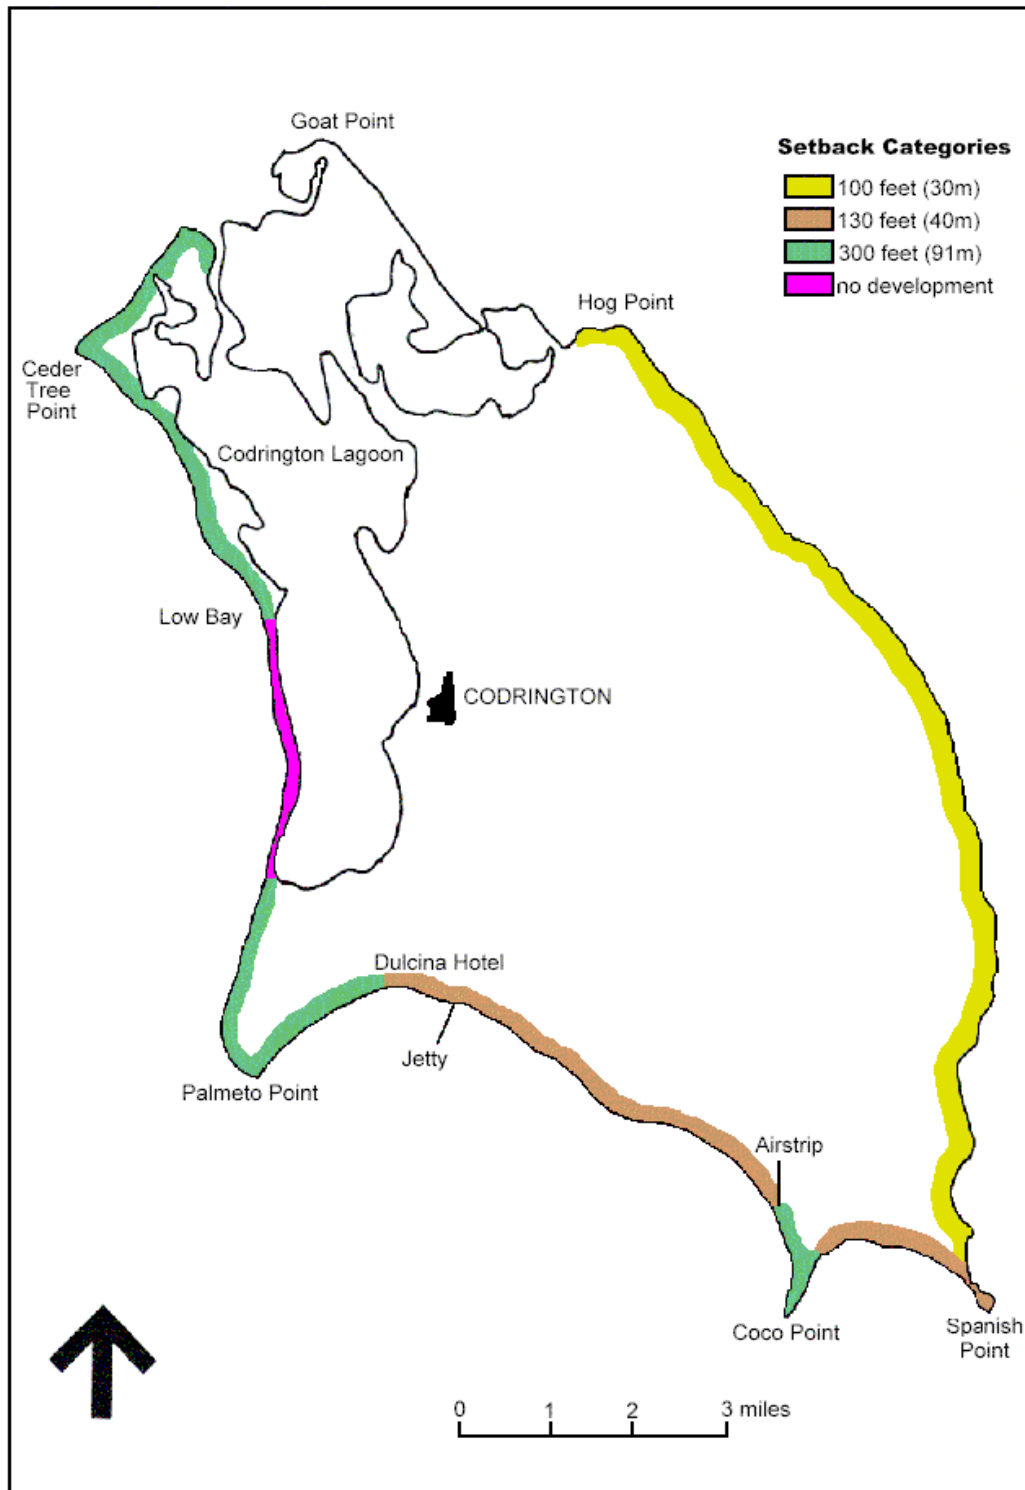 Goat Point
Setback Categories
100 feet (30m)
130 feet (40m)
300 feet (91m)
no development
Hog Point
Ceder
Tree
Point
Codrington Lagoon
Low Bay
CODRINGTON
Dulcina Hotel
Jetty
Palmeto Point
Airstrip
Coco Point
Spanish
Point
0 1 2 3 miles